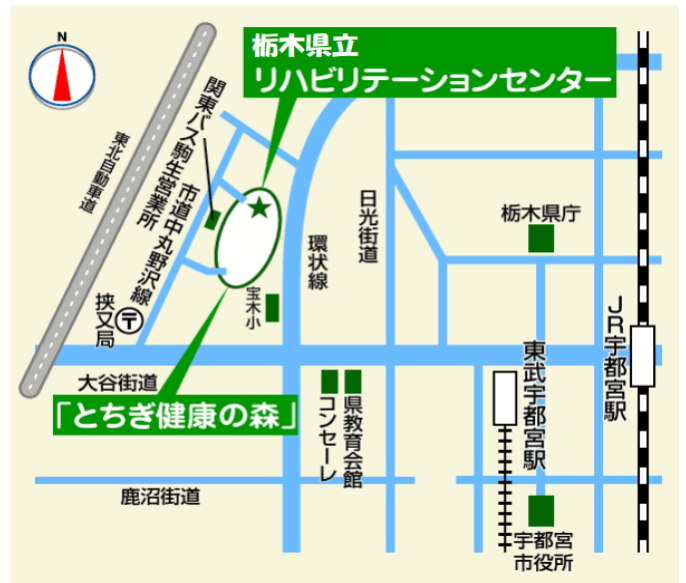 N
栃木県立
リハビリテーションセンター
東北自動車道
関東バス駒生営業所
市道中丸野沢線
挟又局
〒
宝木小
環状線
日光街道
栃木県庁
JR宇都宮駅
東武宇都宮駅
大谷街道
「とちぎ健康の森」
コンセーレ
県教育会館
鹿沼街道
宇都宮
市役所